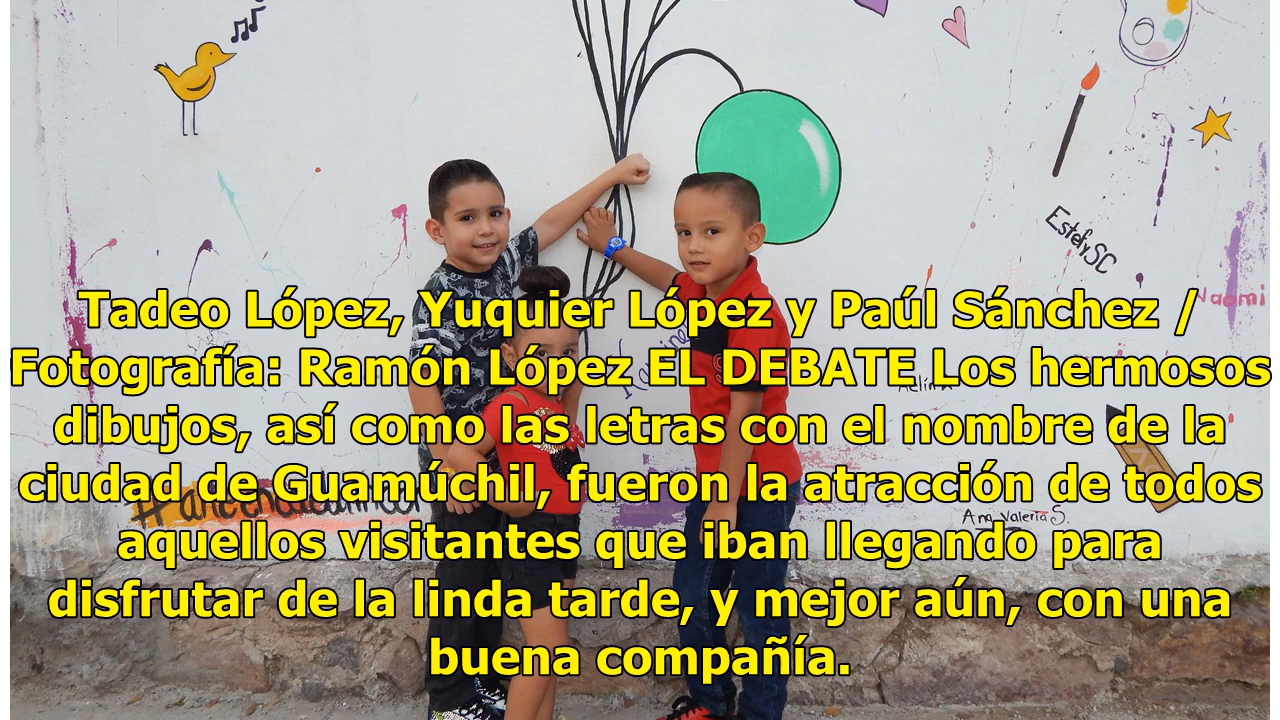 EstefySC
Naomi
Tadeo López, Yuquier López y Paúl Sánchez /
Fotografía: Ramón López EL DEBATE Los hermosos
dibujos, así como las letras con el nombre de la
ciudad de Guamúchil, fueron la atracción de todos
Ana Valeria S.
aquellos visitantes que iban llegando para
disfrutar de la linda tarde, y mejor aún, con una
buena compañía.